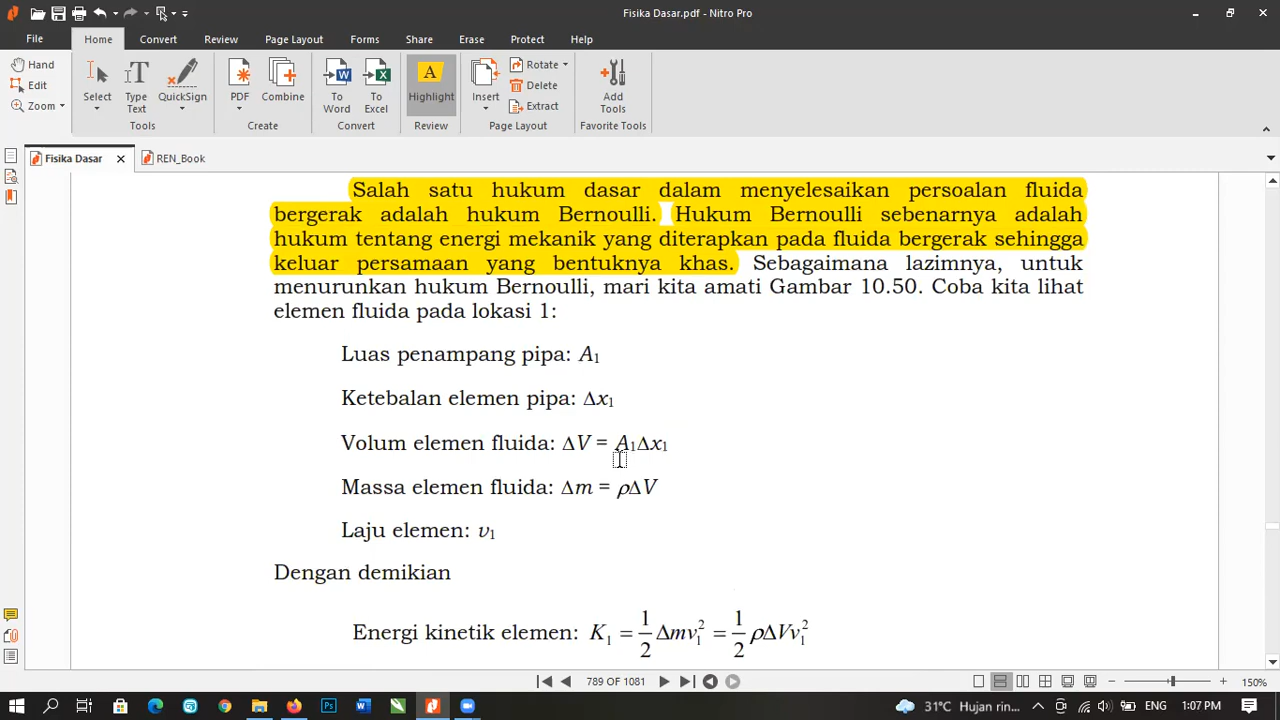 Fisika Dasar.pdf - Nitro Pro
File Home Convert Review Page Layout Forms Share Erase Protect Help
Hand
Edit
Zoom
Select
Type Text
QuickSign
Tools
PDF
Combine
Create
To Word
To Excel
Convert
Highlight
Review
Insert
Rotate
Delete
Extract
Page Layout
Add Tools
Favorite Tools
Fisika Dasar
REN_Book
Salah satu hukum dasar dalam menyelesaikan persoalan fluida
bergerak adalah hukum Bernoulli. Hukum Bernoulli sebenarnya adalah
hukum tentang energi mekanik yang diterapkan pada fluida bergerak sehingga
keluar persamaan yang bentuknya khas. Sebagaimana lazimnya, untuk
menurunkan hukum Bernoulli, mari kita amati Gambar 10.50. Coba kita lihat
elemen fluida pada lokasi 1:
Luas penampang pipa: A₁
Ketebalan elemen pipa: Δx₁
Volum elemen fluida: ΔV = A₁Δx₁
Massa elemen fluida: Δm = ρΔV
Laju elemen: υ₁
Dengan demikian
Energi kinetik elemen: K₁ = 1/2 Δmv₁² = 1/2 ρΔVv₁²
789 OF 1081
150%
31°C Hujan rin...
ENG
1:07 PM